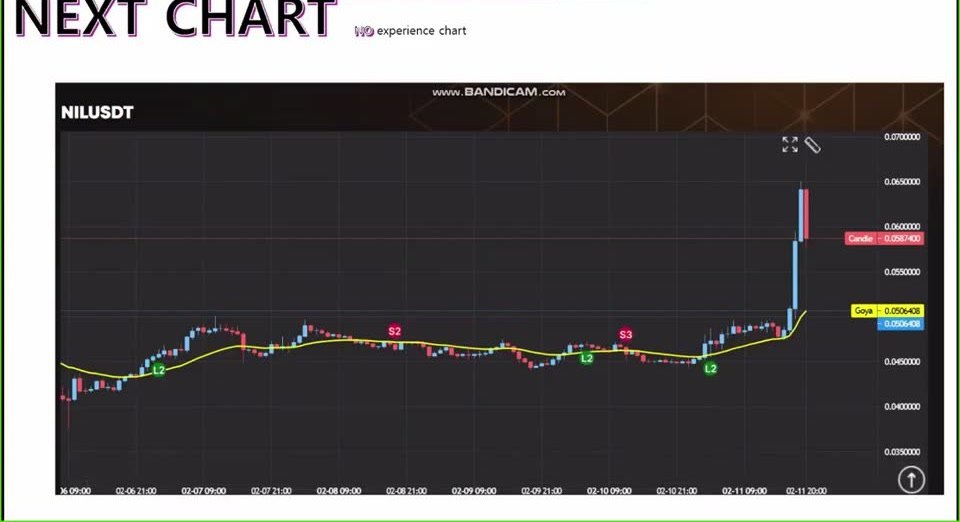 NEXT CHART
NO experience chart
www.BANDICAM.com
NILUSDT
0.0700000
0.0650000
0.0600000
Candle 0.0587400
0.0550000
Goya 0.0506408
0.0506408
0.0450000
0.0400000
0.0350000
S2
S3
L2
L2
L2
06 09:00 02-06 21:00 02-07 09:00 02-07 21:00 02-08 09:00 02-08 21:00 02-09 09:00 02-09 21:00 02-10 09:00 02-10 21:00 02-11 09:00 02-11 20:00